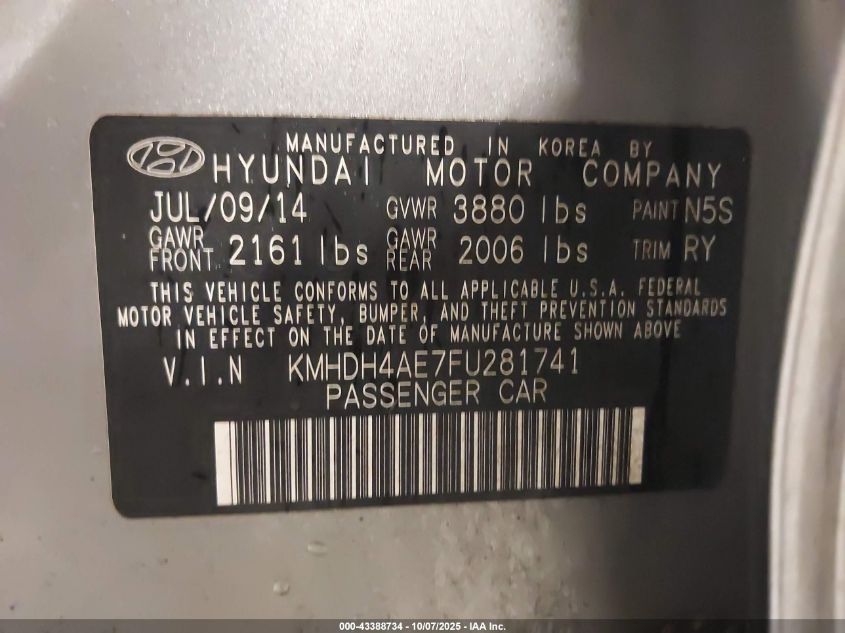 MANUFACTURED IN KOREA BY
HYUNDAI MOTOR COMPANY
JUL/09/14 GVWR 3880 lbs PAINT N5S
GAWR FRONT 2161 lbs GAWR REAR 2006 lbs TRIM RY
THIS VEHICLE CONFORMS TO ALL APPLICABLE U.S.A. FEDERAL
MOTOR VEHICLE SAFETY, BUMPER, AND THEFT PREVENTION STANDARDS
IN EFFECT ON THE DATE OF MANUFACTURE SHOWN ABOVE
V.I.N KMHDH4AE7FU281741
PASSENGER CAR
000-43388734 - 10/07/2025 - IAA Inc.